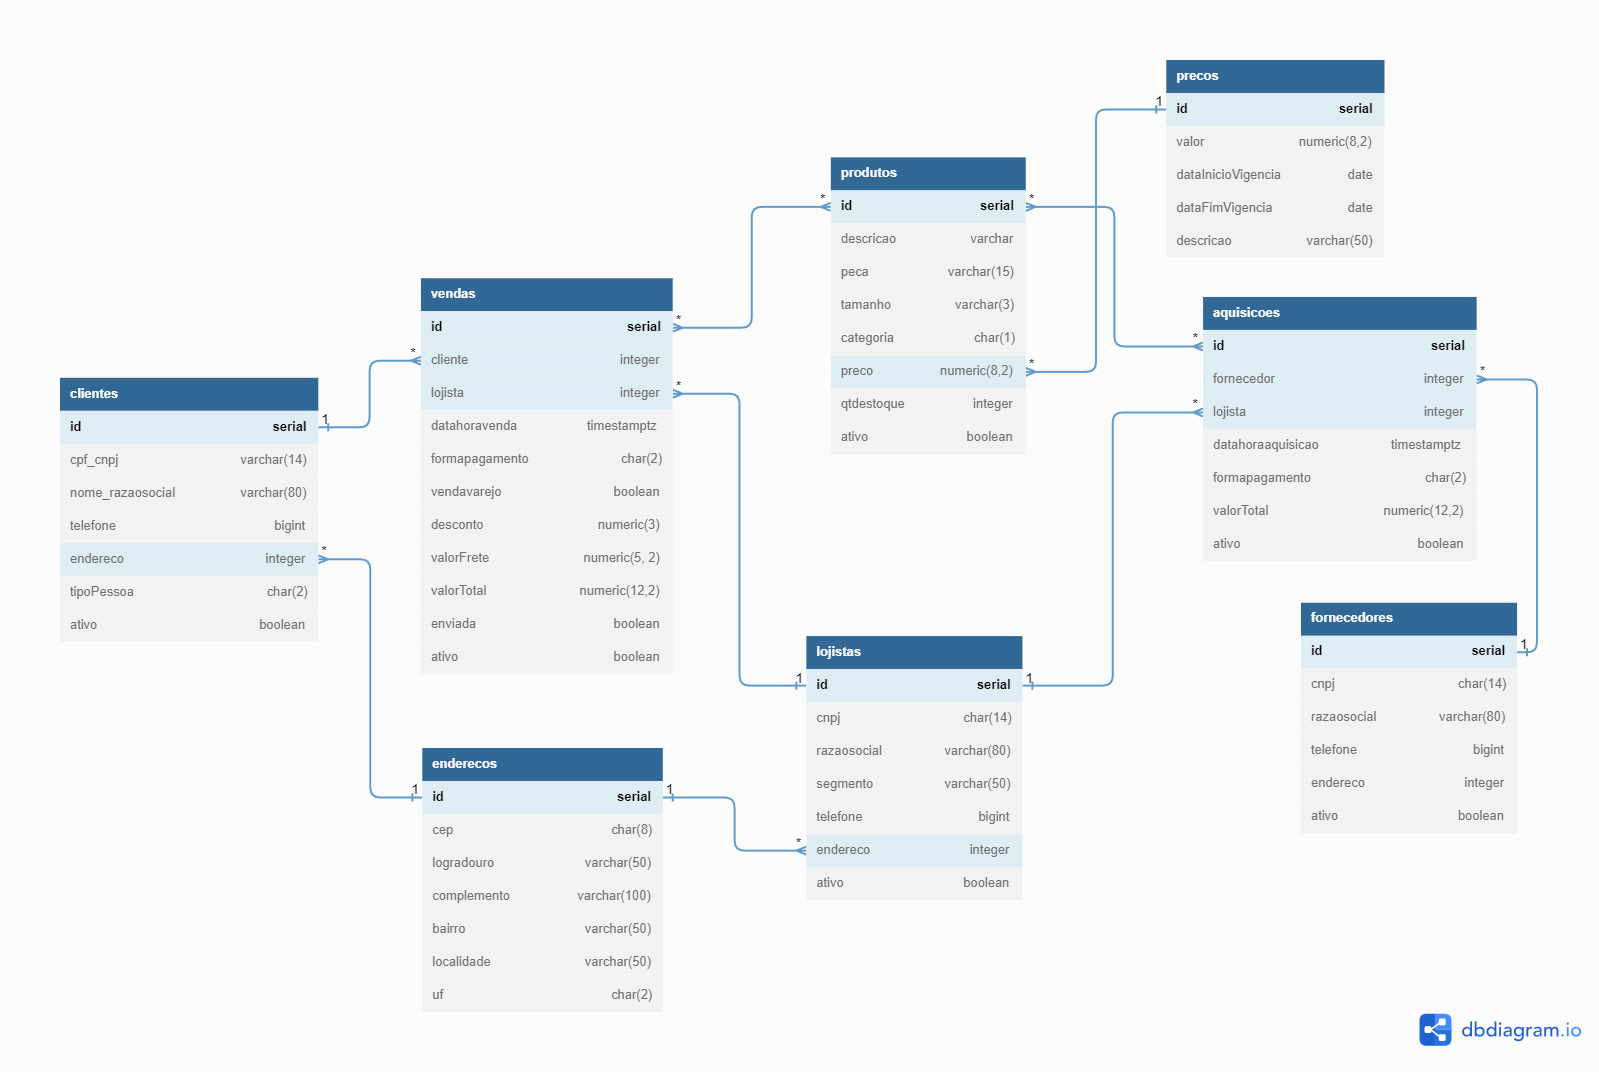 precos
id serial
valor numeric(8,2)
dataInicioVigencia date
dataFimVigencia date
descricao varchar(50)
produtos
id serial
descricao varchar
peca varchar(15)
tamanho varchar(3)
categoria char(1)
preco numeric(8,2)
qtdestoque integer
ativo boolean
vendas
id serial
cliente integer
lojista integer
datahoravenda timestamptz
formapagamento char(2)
vendavarejo boolean
desconto numeric(3)
valorFrete numeric(5, 2)
valorTotal numeric(12,2)
enviada boolean
ativo boolean
aquisicoes
id serial
fornecedor integer
lojista integer
datahoraaquisicao timestamptz
formapagamento char(2)
valorTotal numeric(12,2)
ativo boolean
clientes
id serial
cpf_cnpj varchar(14)
nome_razaosocial varchar(80)
telefone bigint
endereco integer
tipoPessoa char(2)
ativo boolean
fornecedores
id serial
cnpj char(14)
razaosocial varchar(80)
telefone bigint
endereco integer
ativo boolean
lojistas
id serial
cnpj char(14)
razaosocial varchar(80)
segmento varchar(50)
telefone bigint
endereco integer
ativo boolean
enderecos
id serial
cep char(8)
logradouro varchar(50)
complemento varchar(100)
bairro varchar(50)
localidade varchar(50)
uf char(2)
1
*
*
*
*
*
*
*
1
*
*
*
1
1
1
1
1
*
dbdiagram.io